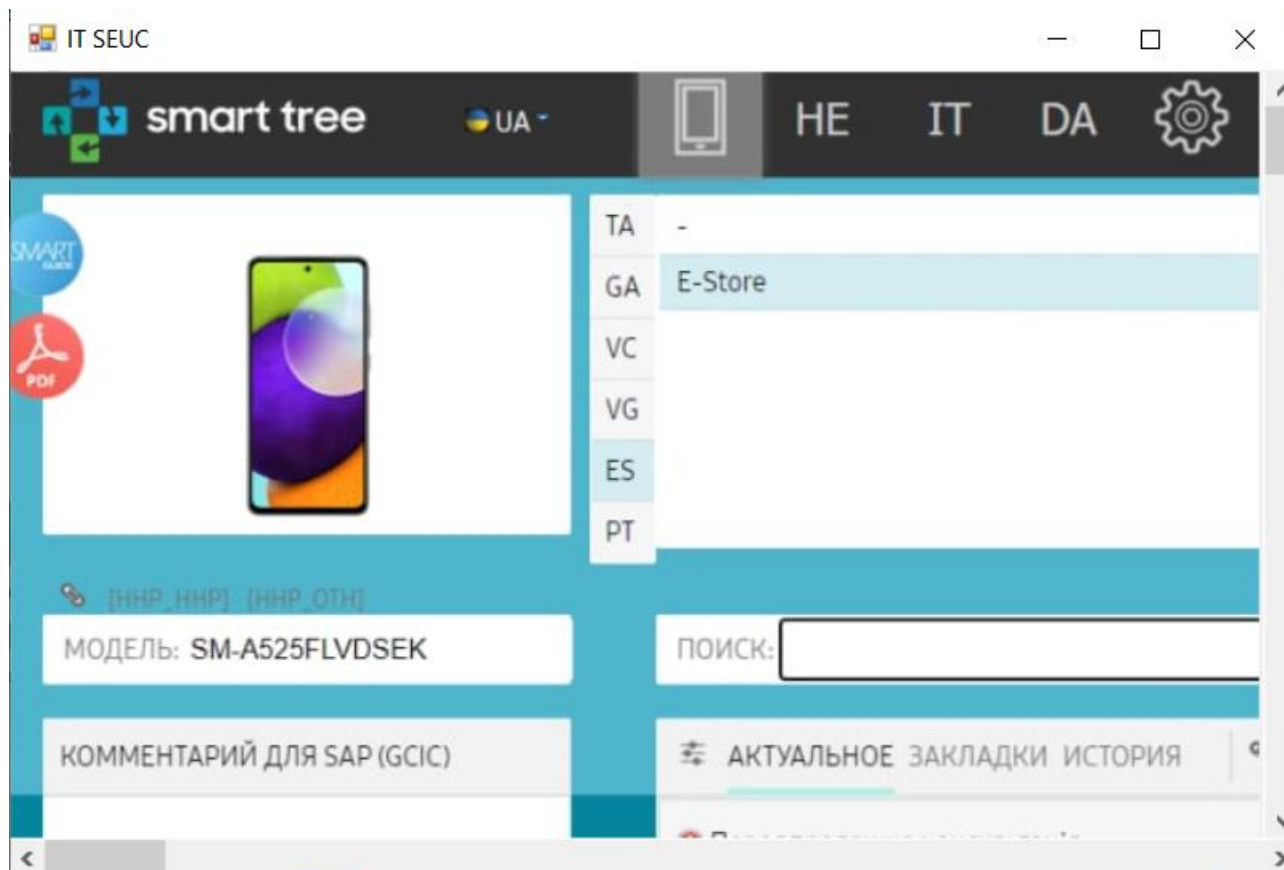 IT SEUC
smart tree
UA
HE
IT
DA
SMART
GUIDE
PDF
TA
-
GA
E-Store
VC
VG
ES
PT
[HHP_HHP] [HHP_OTH]
МОДЕЛЬ: SM-A525FLVDSEK
ПОИСК:
КОММЕНТАРИЙ ДЛЯ SAP (GCIC)
АКТУАЛЬНОЕ ЗАКЛАДКИ ИСТОРИЯ